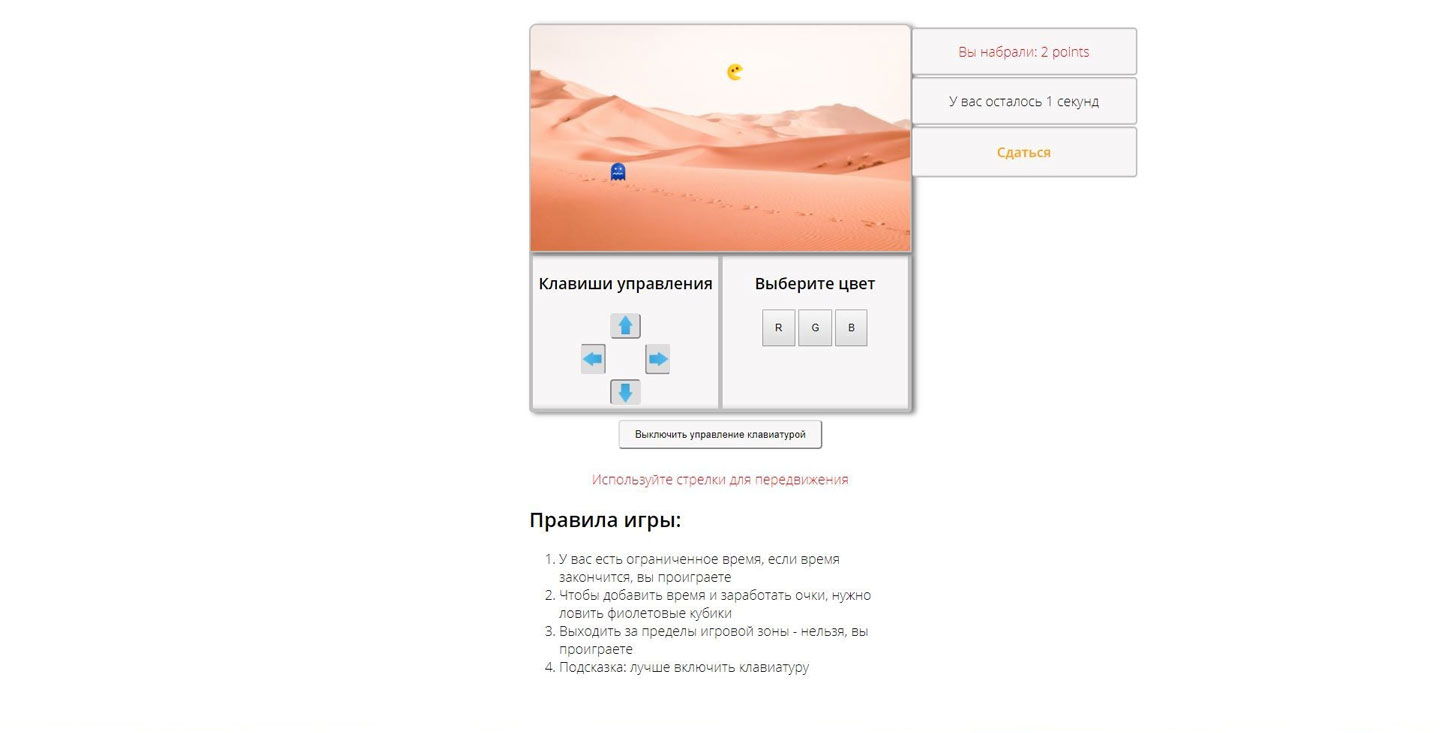 Вы набрали: 2 points
У вас осталось 1 секунд
Сдаться
Клавиши управления
Выберите цвет
R G B
Выключить управление клавиатурой
Используйте стрелки для передвижения
Правила игры:
1. У вас есть ограниченное время, если время
закончится, вы проиграете
2. Чтобы добавить время и заработать очки, нужно
ловить фиолетовые кубики
3. Выходить за пределы игровой зоны - нельзя, вы
проиграете
4. Подсказка: лучше включить клавиатуру